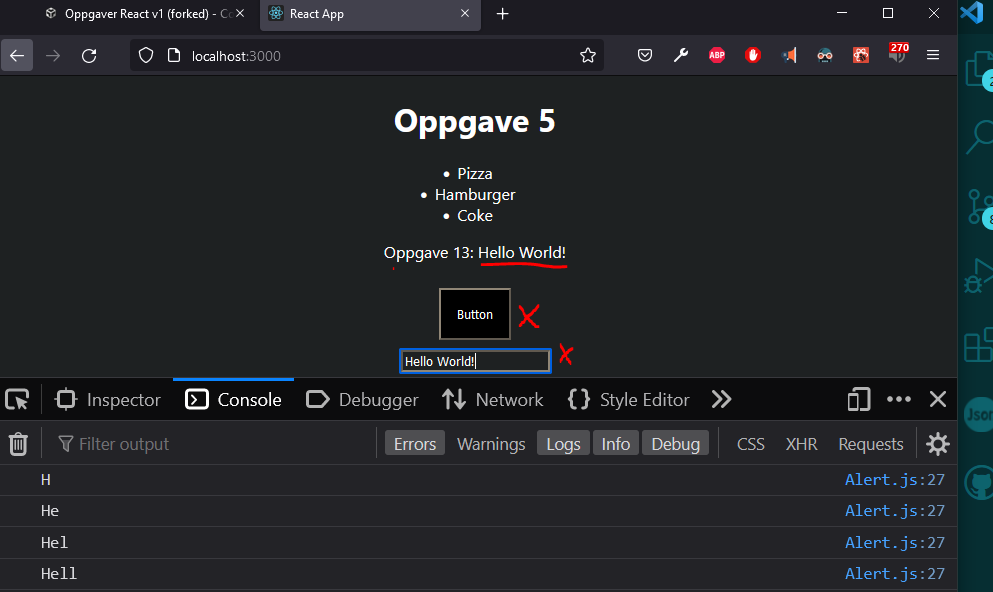 Oppgaver React v1 (forked) - Co
React App
localhost:3000
ABP
270
Oppgave 5
Pizza
Hamburger
Coke
Oppgave 13: Hello World!
Button
Hello World!
Inspector
Console
Debugger
Network
Style Editor
Filter output
Errors
Warnings
Logs
Info
Debug
CSS
XHR
Requests
H
Alert.js:27
He
Alert.js:27
Hel
Alert.js:27
Hell
Alert.js:27